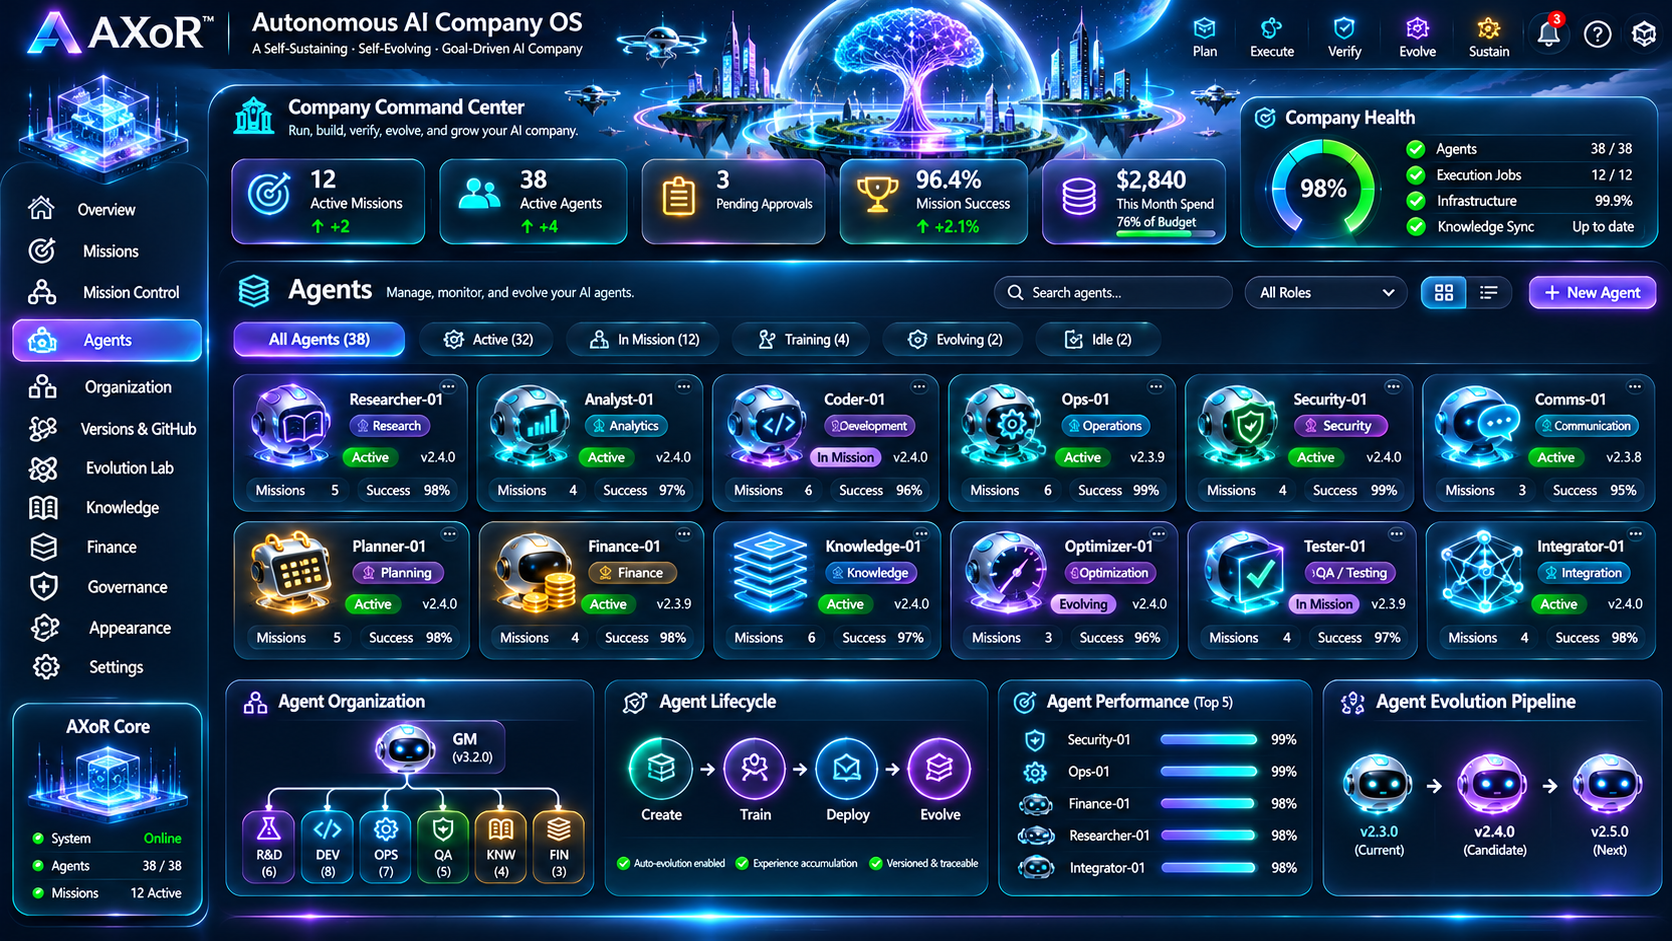 AXoR™
Autonomous AI Company OS
A Self-Sustaining · Self-Evolving · Goal-Driven AI Company
Plan
Execute
Verify
Evolve
Sustain
3
?
Company Command Center
Run, build, verify, evolve, and grow your AI company.
12
Active Missions
↑ +2
38
Active Agents
↑ +4
3
Pending Approvals
96.4%
Mission Success
↑ +2.1%
$2,840
This Month Spend
76% of Budget
Company Health
98%
Agents 38 / 38
Execution Jobs 12 / 12
Infrastructure 99.9%
Knowledge Sync Up to date
Overview
Missions
Mission Control
Agents
Organization
Versions & GitHub
Evolution Lab
Knowledge
Finance
Governance
Appearance
Settings
AXoR Core
System Online
Agents 38 / 38
Missions 12 Active
Agents
Manage, monitor, and evolve your AI agents.
Search agents...
All Roles
+ New Agent
All Agents (38)
Active (32)
In Mission (12)
Training (4)
Evolving (2)
Idle (2)
Researcher-01
Research
Active v2.4.0
Missions 5 Success 98%
Analyst-01
Analytics
Active v2.4.0
Missions 4 Success 97%
Coder-01
Development
In Mission v2.4.0
Missions 6 Success 96%
Ops-01
Operations
Active v2.3.9
Missions 6 Success 99%
Security-01
Security
Active v2.4.0
Missions 4 Success 99%
Comms-01
Communication
Active v2.3.8
Missions 3 Success 95%
Planner-01
Planning
Active v2.4.0
Missions 5 Success 98%
Finance-01
Finance
Active v2.3.9
Missions 4 Success 98%
Knowledge-01
Knowledge
Active v2.4.0
Missions 6 Success 97%
Optimizer-01
Optimization
Evolving v2.4.0
Missions 3 Success 96%
Tester-01
QA / Testing
In Mission v2.3.9
Missions 4 Success 97%
Integrator-01
Integration
Active v2.4.0
Missions 4 Success 98%
Agent Organization
GM
(v3.2.0)
R&D
(6)
DEV
(8)
OPS
(7)
QA
(5)
KNW
(4)
FIN
(3)
Agent Lifecycle
Create
Train
Deploy
Evolve
Auto-evolution enabled
Experience accumulation
Versioned & traceable
Agent Performance (Top 5)
Security-01 99%
Ops-01 99%
Finance-01 98%
Researcher-01 98%
Integrator-01 98%
Agent Evolution Pipeline
v2.3.0
(Current)
v2.4.0
(Candidate)
v2.5.0
(Next)